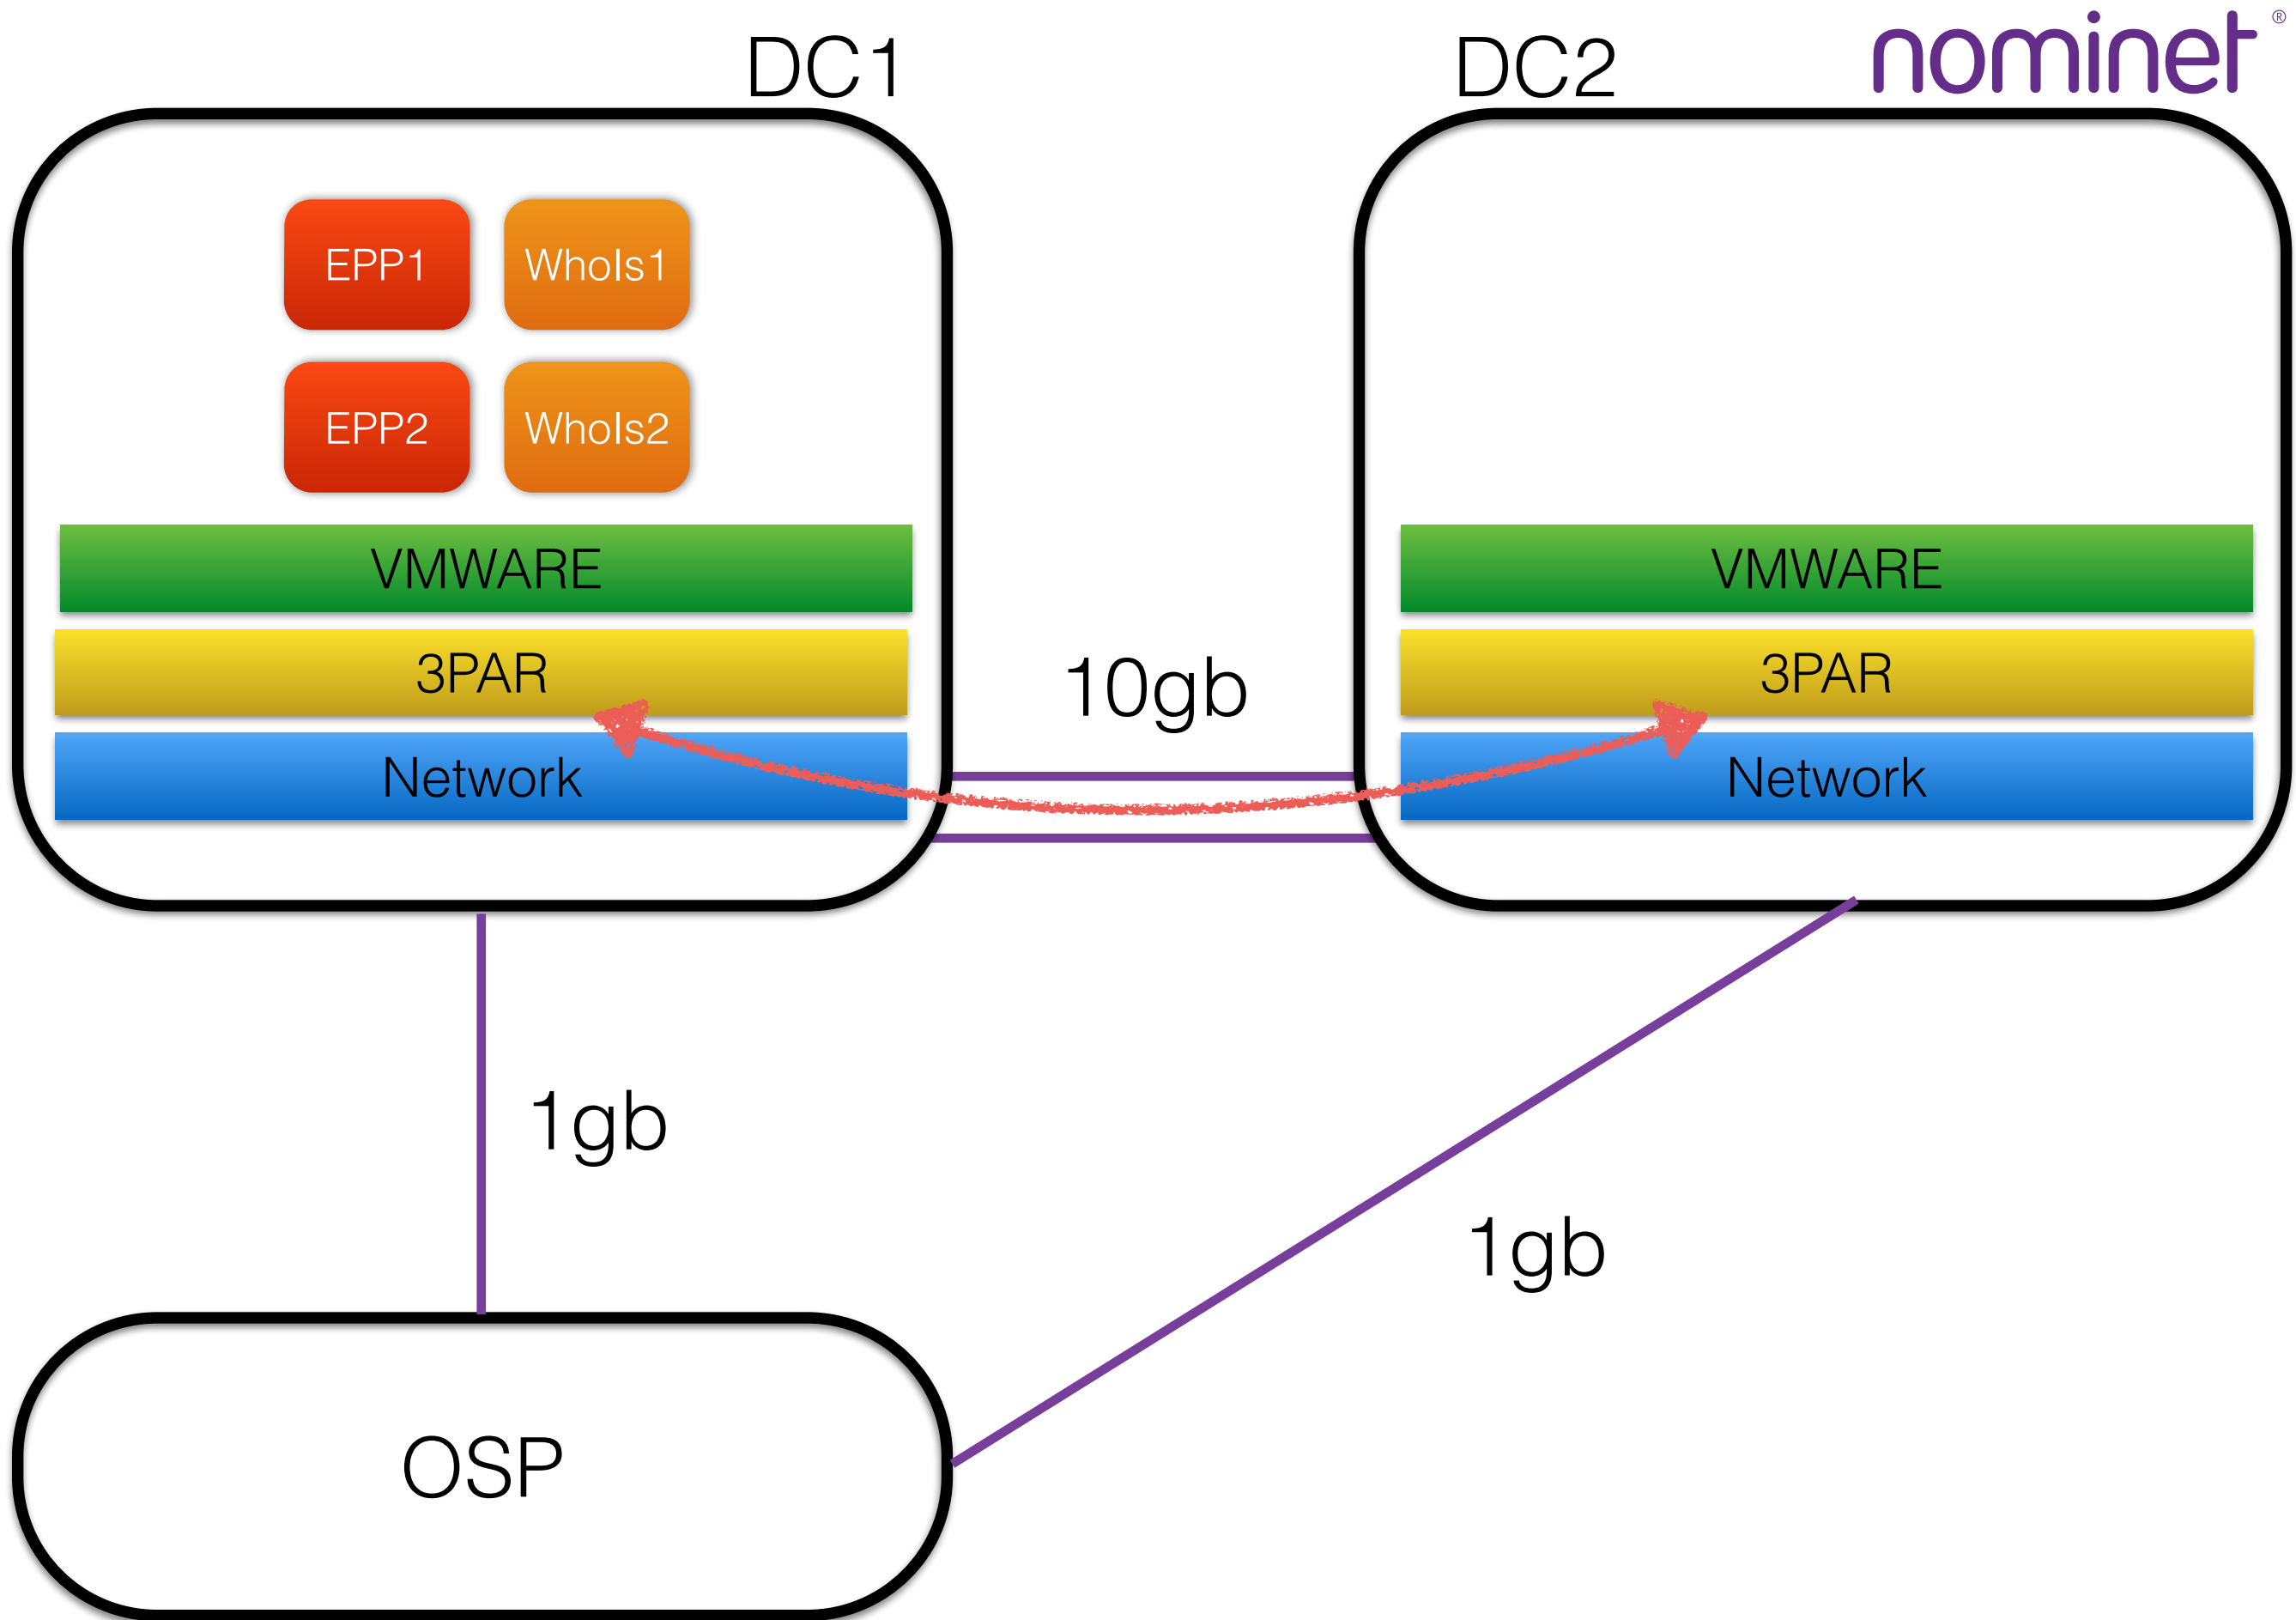 DC1
DC2
nominet®
EPP1
WhoIs1
EPP2
WhoIs2
VMWARE
VMWARE
3PAR
3PAR
10gb
Network
Network
1gb
1gb
OSP